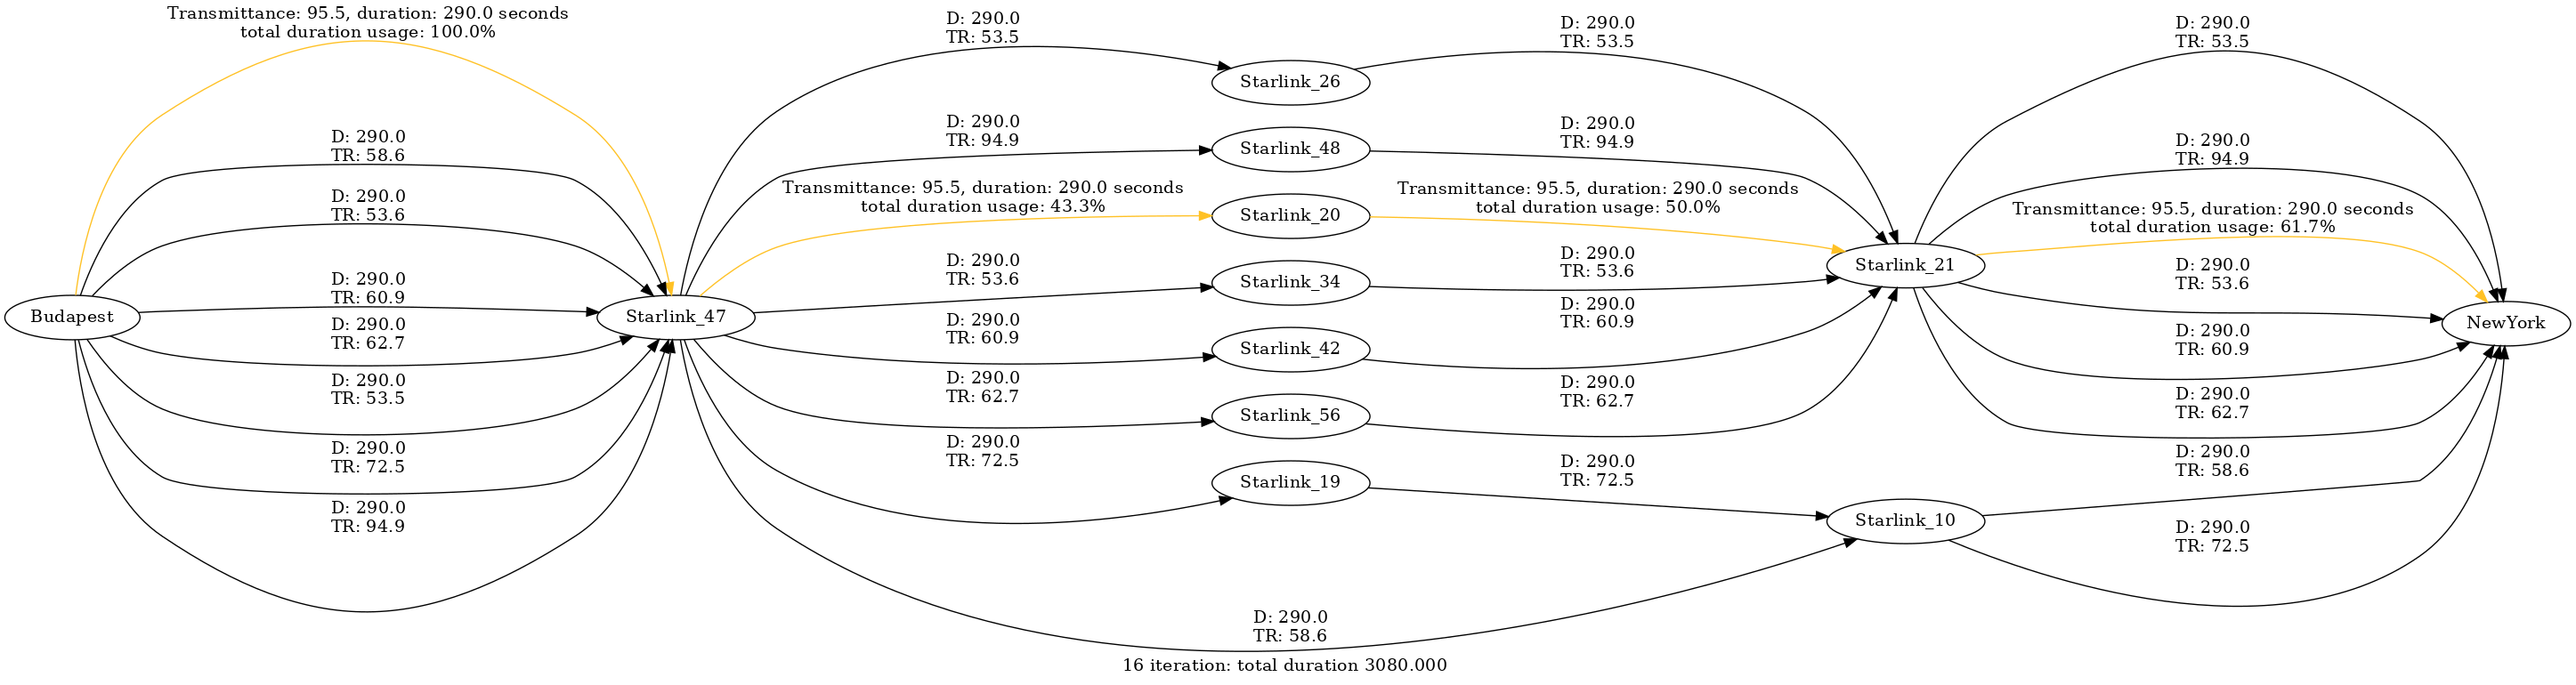 Transmittance: 95.5, duration: 290.0 seconds
total duration usage: 100.0%
D: 290.0
TR: 58.6
D: 290.0
TR: 53.6
D: 290.0
TR: 60.9
D: 290.0
TR: 62.7
D: 290.0
TR: 53.5
D: 290.0
TR: 72.5
D: 290.0
TR: 94.9
Budapest
Starlink_47
D: 290.0
TR: 53.5
D: 290.0
TR: 94.9
Transmittance: 95.5, duration: 290.0 seconds
total duration usage: 43.3%
D: 290.0
TR: 53.6
D: 290.0
TR: 60.9
D: 290.0
TR: 62.7
D: 290.0
TR: 72.5
D: 290.0
TR: 58.6
Starlink_26
Starlink_48
Starlink_20
Starlink_34
Starlink_42
Starlink_56
Starlink_19
D: 290.0
TR: 53.5
D: 290.0
TR: 94.9
Transmittance: 95.5, duration: 290.0 seconds
total duration usage: 50.0%
D: 290.0
TR: 53.6
D: 290.0
TR: 60.9
D: 290.0
TR: 62.7
D: 290.0
TR: 72.5
Starlink_21
Starlink_10
D: 290.0
TR: 53.5
D: 290.0
TR: 94.9
Transmittance: 95.5, duration: 290.0 seconds
total duration usage: 61.7%
D: 290.0
TR: 53.6
D: 290.0
TR: 60.9
D: 290.0
TR: 62.7
D: 290.0
TR: 58.6
D: 290.0
TR: 72.5
NewYork
16 iteration: total duration 3080.000